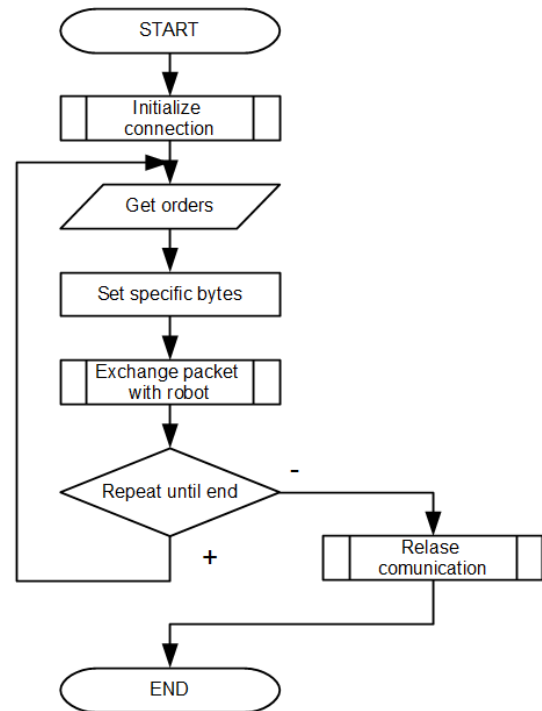 START
Initialize
connection
Get orders
Set specific bytes
Exchange packet
with robot
Repeat until end
-
+
Relase
comunication
END